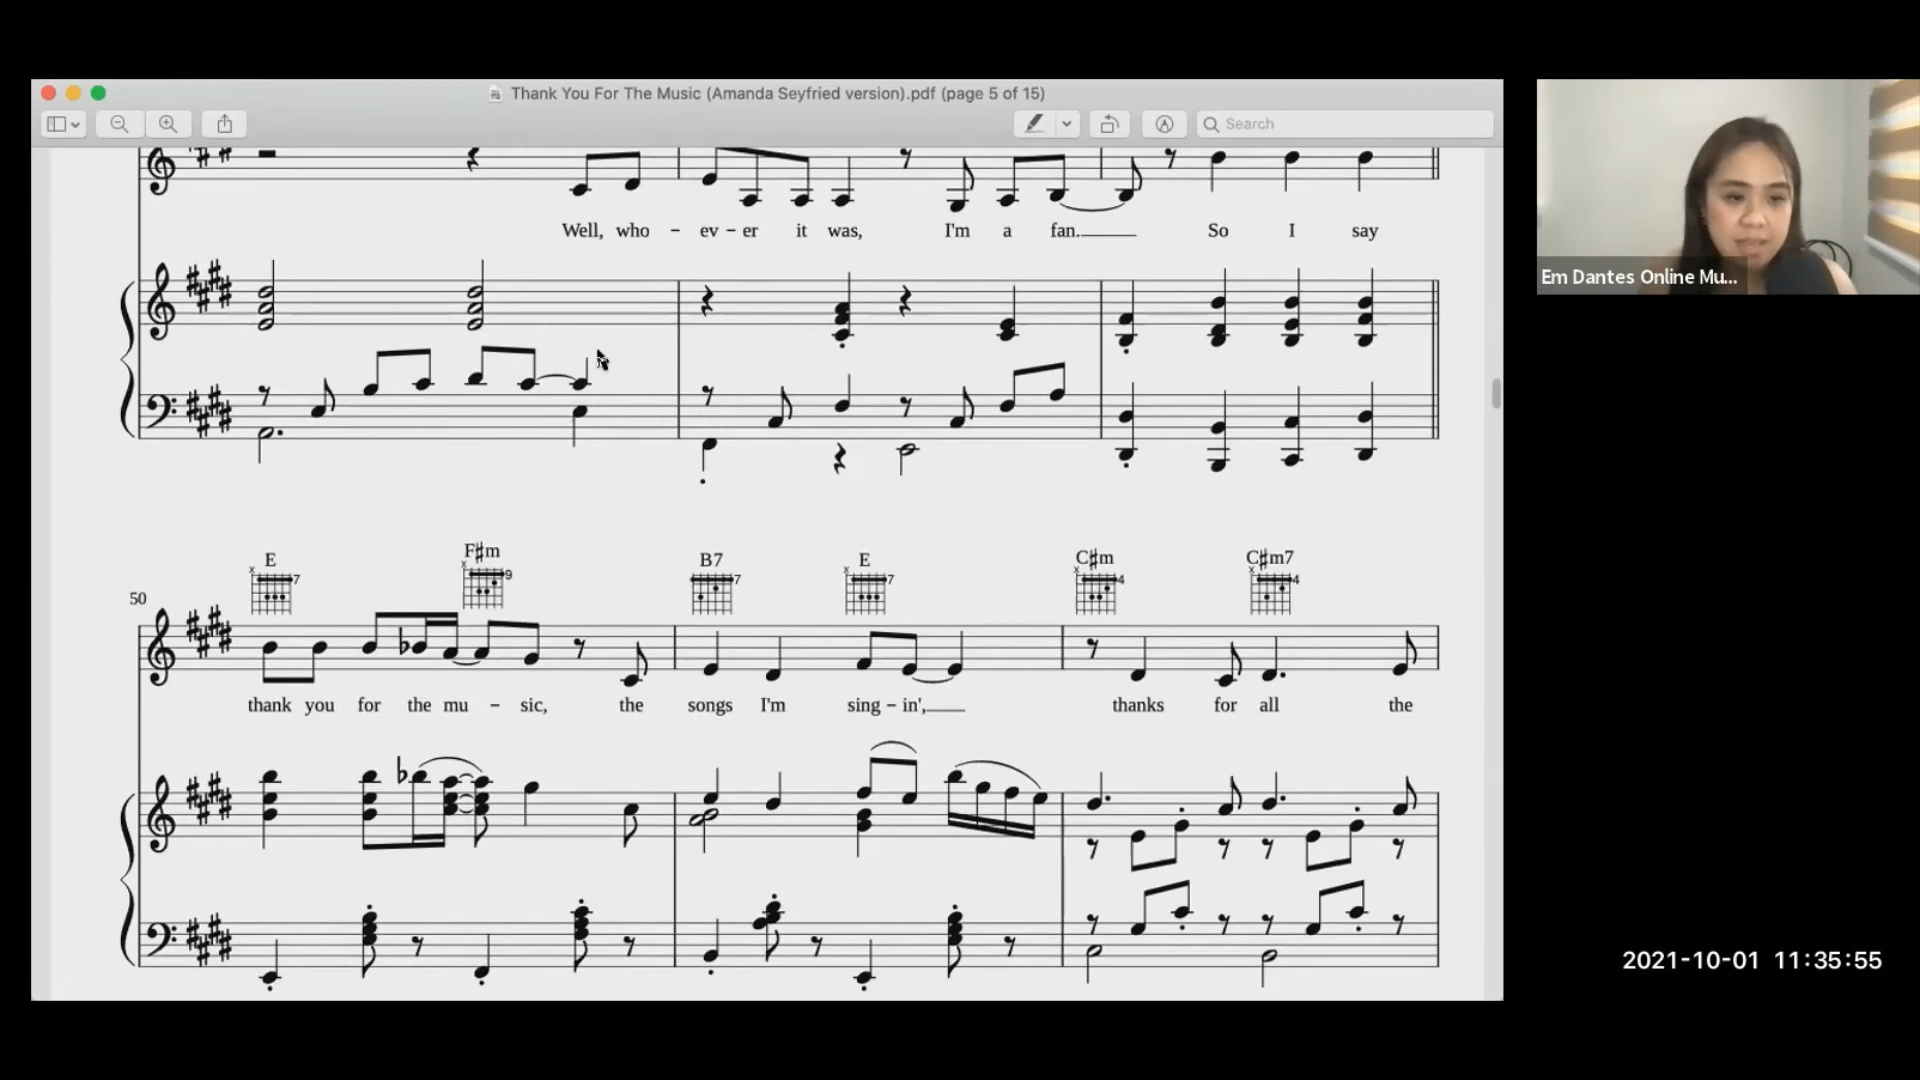 Thank You For The Music (Amanda Seyfried version).pdf (page 5 of 15)
Search
Em Dantes Online Mu...
Well, who - ev - er it was, I'm a fan. So I say
E F♯m B7 E C♯m C♯m7
x 7 x 9 7 x 7 x 4 x 4
50
thank you for the mu - sic, the songs I'm sing - in', thanks for all the
2021-10-01 11:35:55